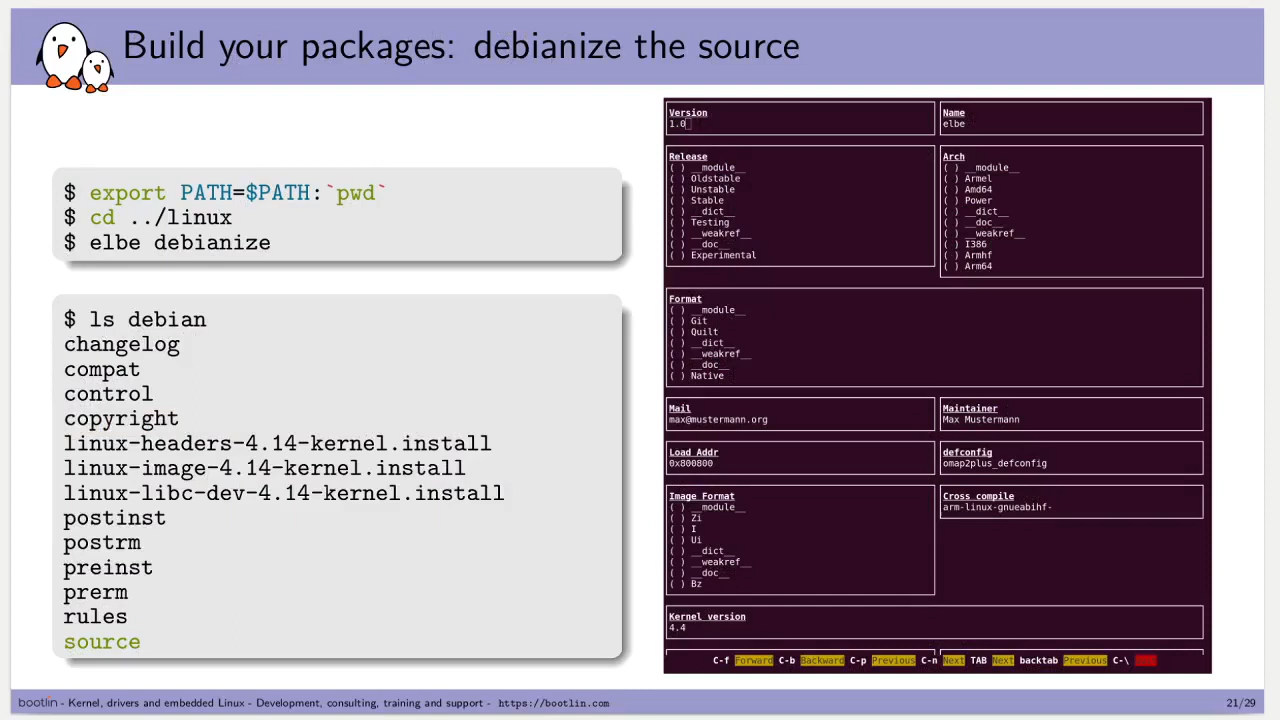 Build your packages: debianize the source
$ export PATH=$PATH:`pwd`
$ cd ../linux
$ elbe debianize
$ ls debian
changelog
compat
control
copyright
linux-headers-4.14-kernel.install
linux-image-4.14-kernel.install
linux-libc-dev-4.14-kernel.install
postinst
postrm
preinst
prerm
rules
source
Version
1.0
Name
elbe
Release
( ) __module__
( ) Oldstable
( ) Unstable
( ) Stable
( ) __dict__
( ) Testing
( ) __weakref__
( ) __doc__
( ) Experimental
Arch
( ) __module__
( ) Armel
( ) Amd64
( ) Power
( ) __dict__
( ) __doc__
( ) __weakref__
( ) I386
( ) Armhf
( ) Arm64
Format
( ) __module__
( ) Git
( ) Quilt
( ) __dict__
( ) __weakref__
( ) __doc__
( ) Native
Mail
max@mustermann.org
Maintainer
Max Mustermann
Load Addr
0x800800
defconfig
omap2plus_defconfig
Image Format
( ) __module__
( ) Zi
( ) I
( ) Ui
( ) __dict__
( ) __weakref__
( ) __doc__
( ) Bz
Cross compile
arm-linux-gnueabihf-
Kernel version
4.4
C-f Forward C-b Backward C-p Previous C-n Next TAB Next backtab Previous C-\
bootlin - Kernel, drivers and embedded Linux - Development, consulting, training and support - https://bootlin.com
21/29